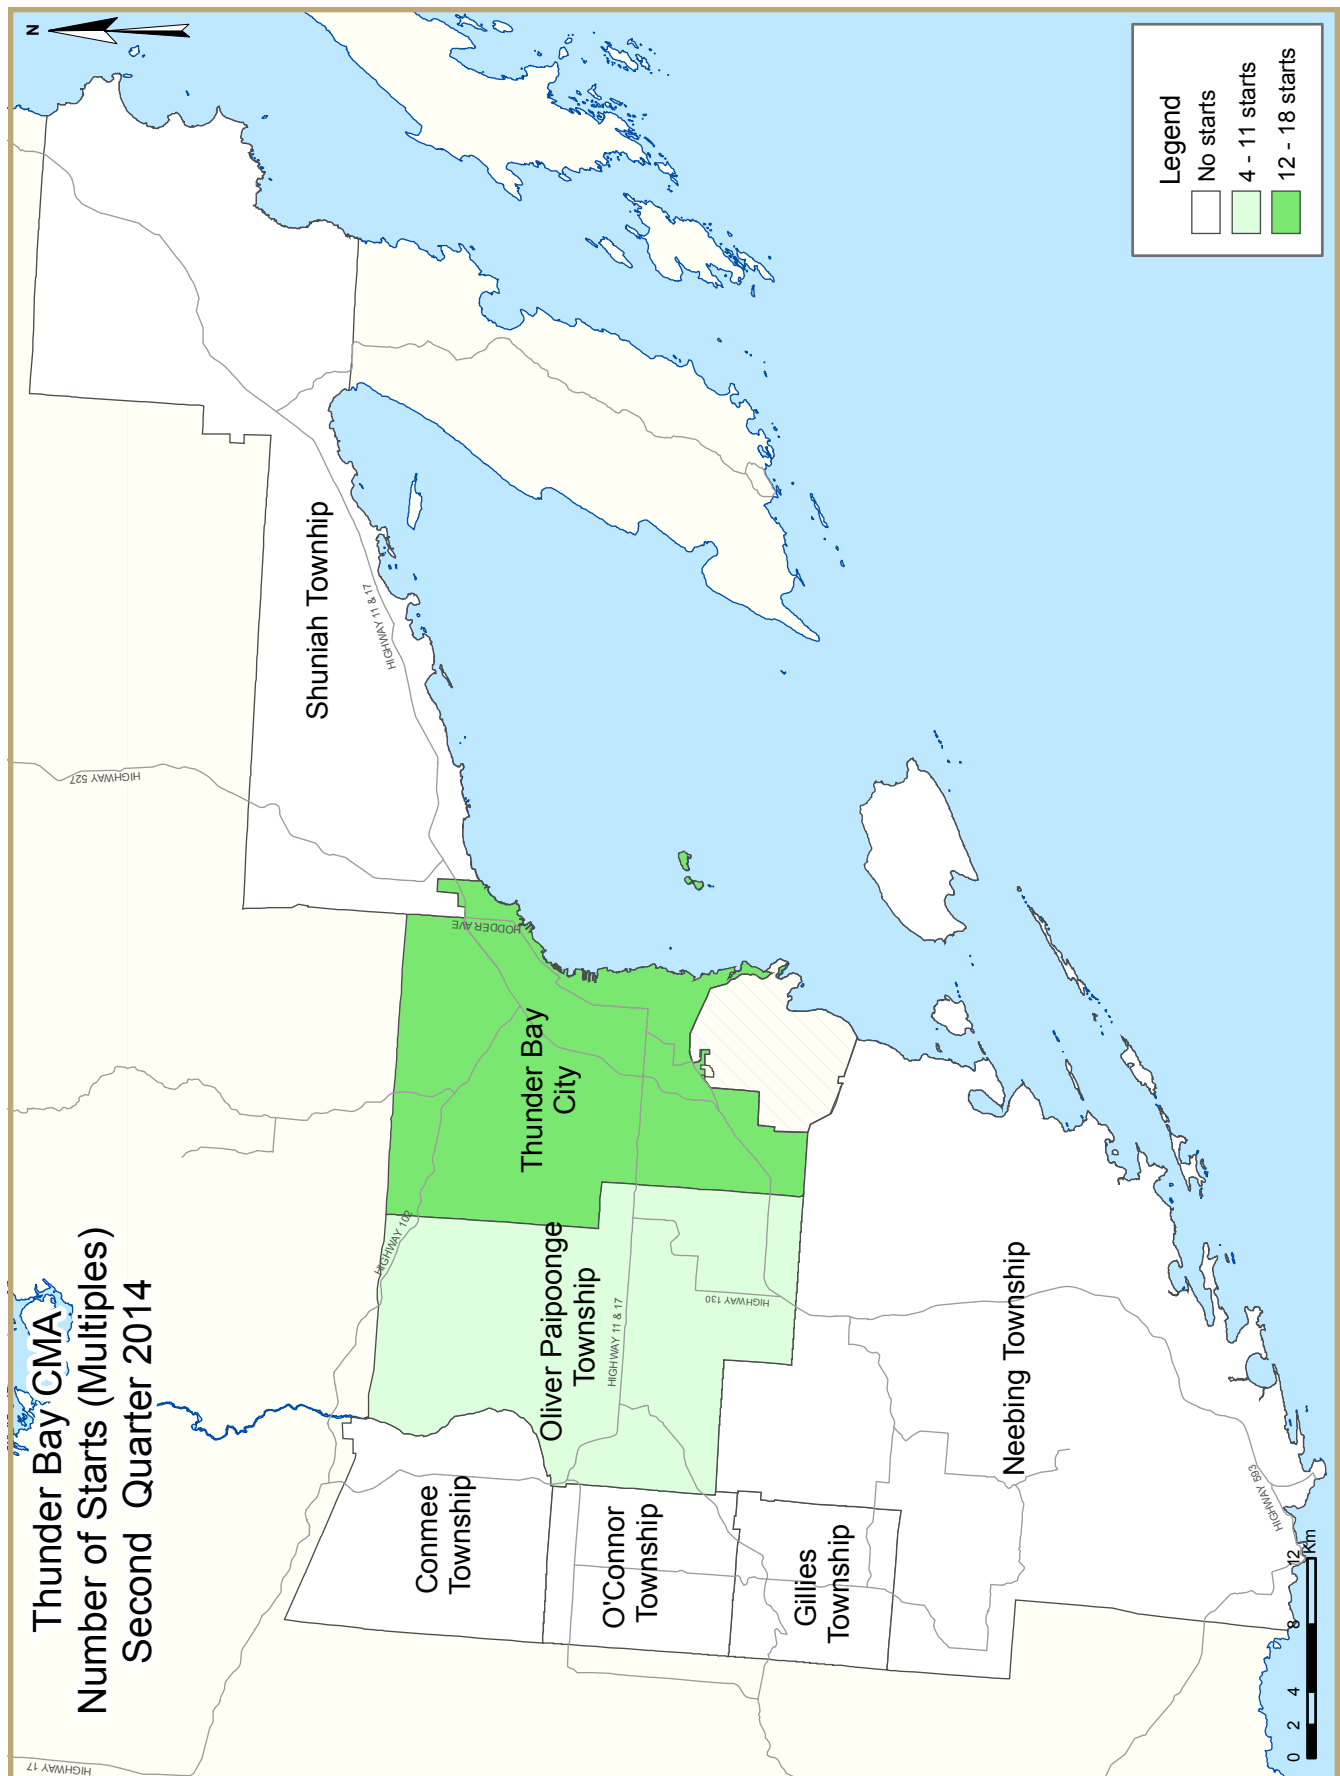 Thunder Bay CMA
Number of Starts (Multiples)
Second Quarter 2014
N
HIGHWAY 17
HIGHWAY 527
Shuniah Townhip
HIGHWAY 11 & 17
HODDER AVE
HIGHWAY 102
Thunder Bay
City
Oliver Paipoonge
Township
HIGHWAY 11 & 17
HIGHWAY 130
Conmee
Township
O'Connor
Township
Gillies
Township
Neebing Township
HIGHWAY 593
0 2 4 8 12
Km
Legend
No starts
4 - 11 starts
12 - 18 starts